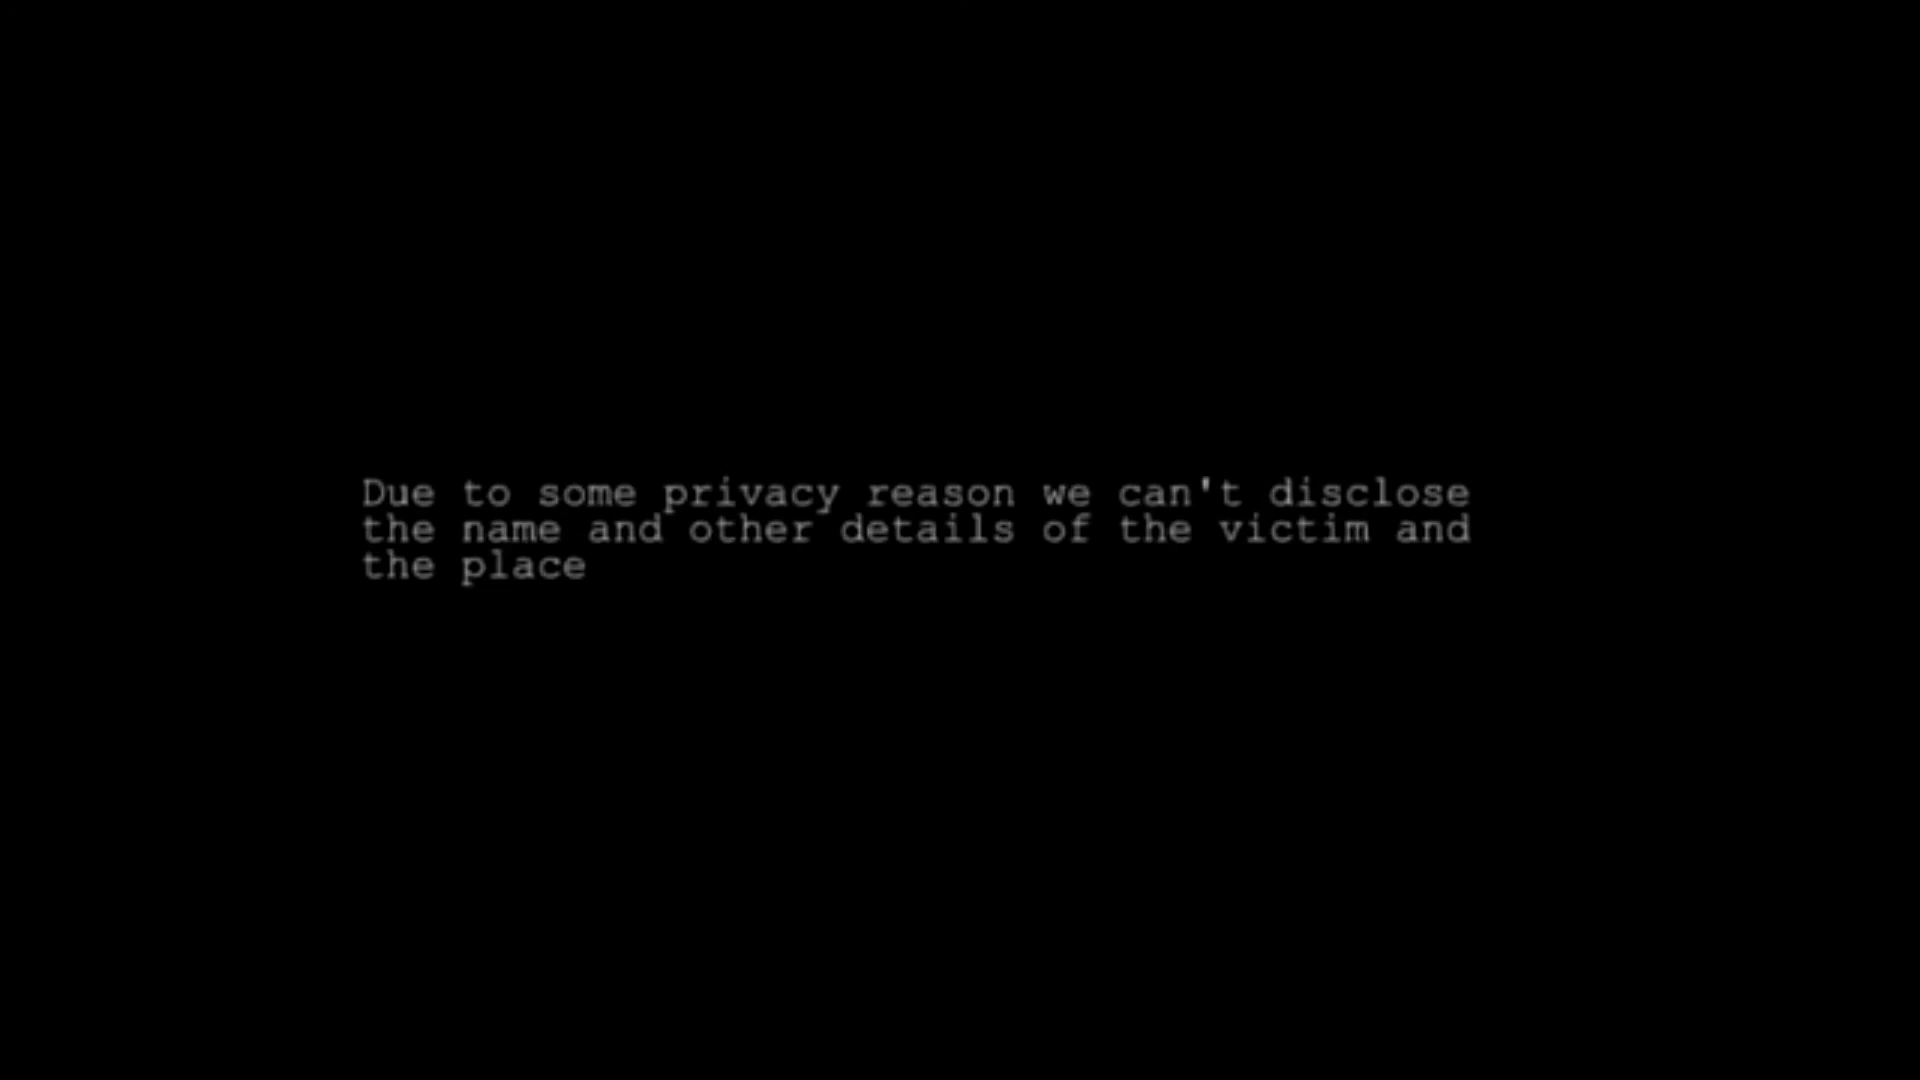 Due to some privacy reason we can't disclose
the name and other details of the victim and
the place